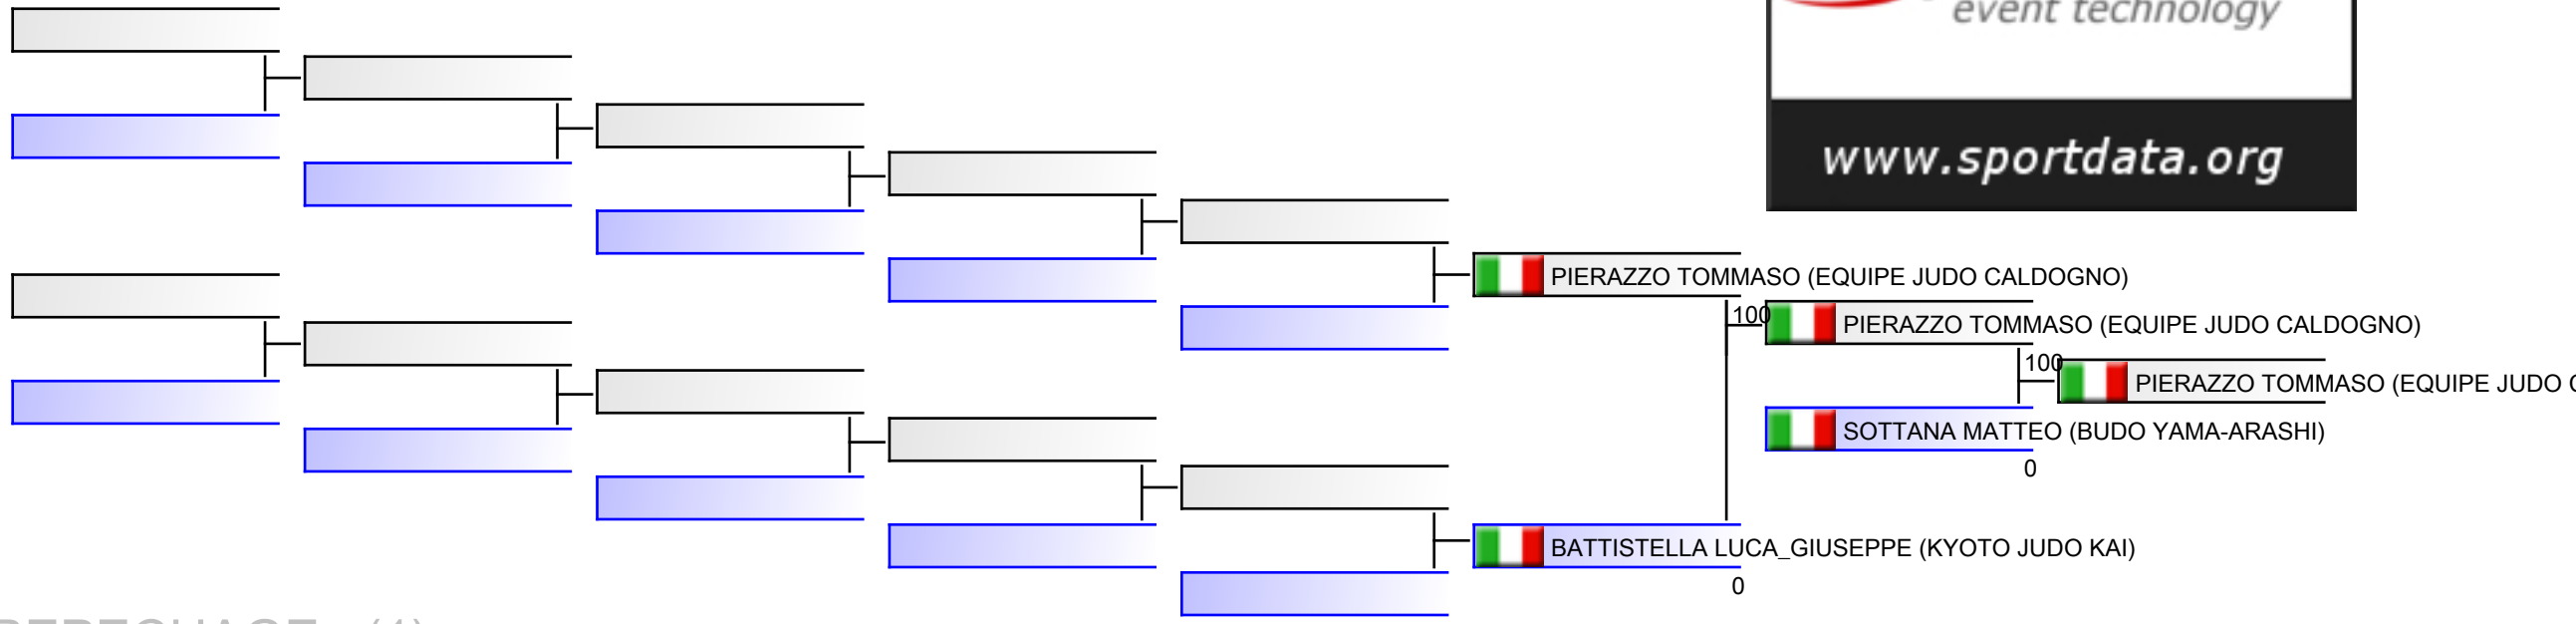 event technology
www.sportdata.org
PIERAZZO TOMMASO (EQUIPE JUDO CALDOGNO)
100
PIERAZZO TOMMASO (EQUIPE JUDO CALDOGNO)
100
PIERAZZO TOMMASO (EQUIPE JUDO
SOTTANA MATTEO (BUDO YAMA-ARASHI)
0
BATTISTELLA LUCA_GIUSEPPE (KYOTO JUDO KAI)
0